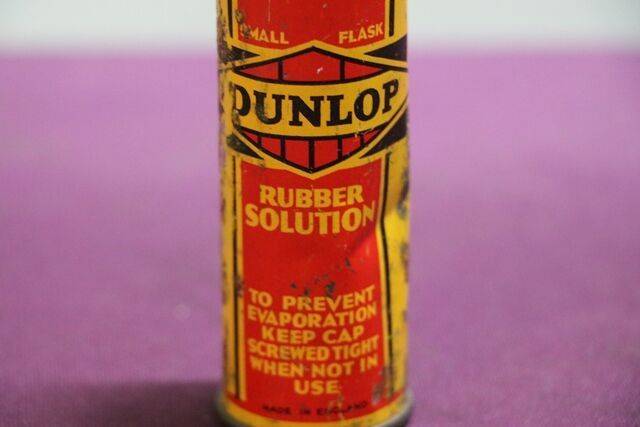 SMALL FLASK
DUNLOP
RUBBER
SOLUTION
TO PREVENT
EVAPORATION
KEEP CAP
SCREWED TIGHT
WHEN NOT IN
USE
MADE IN ENGLAND